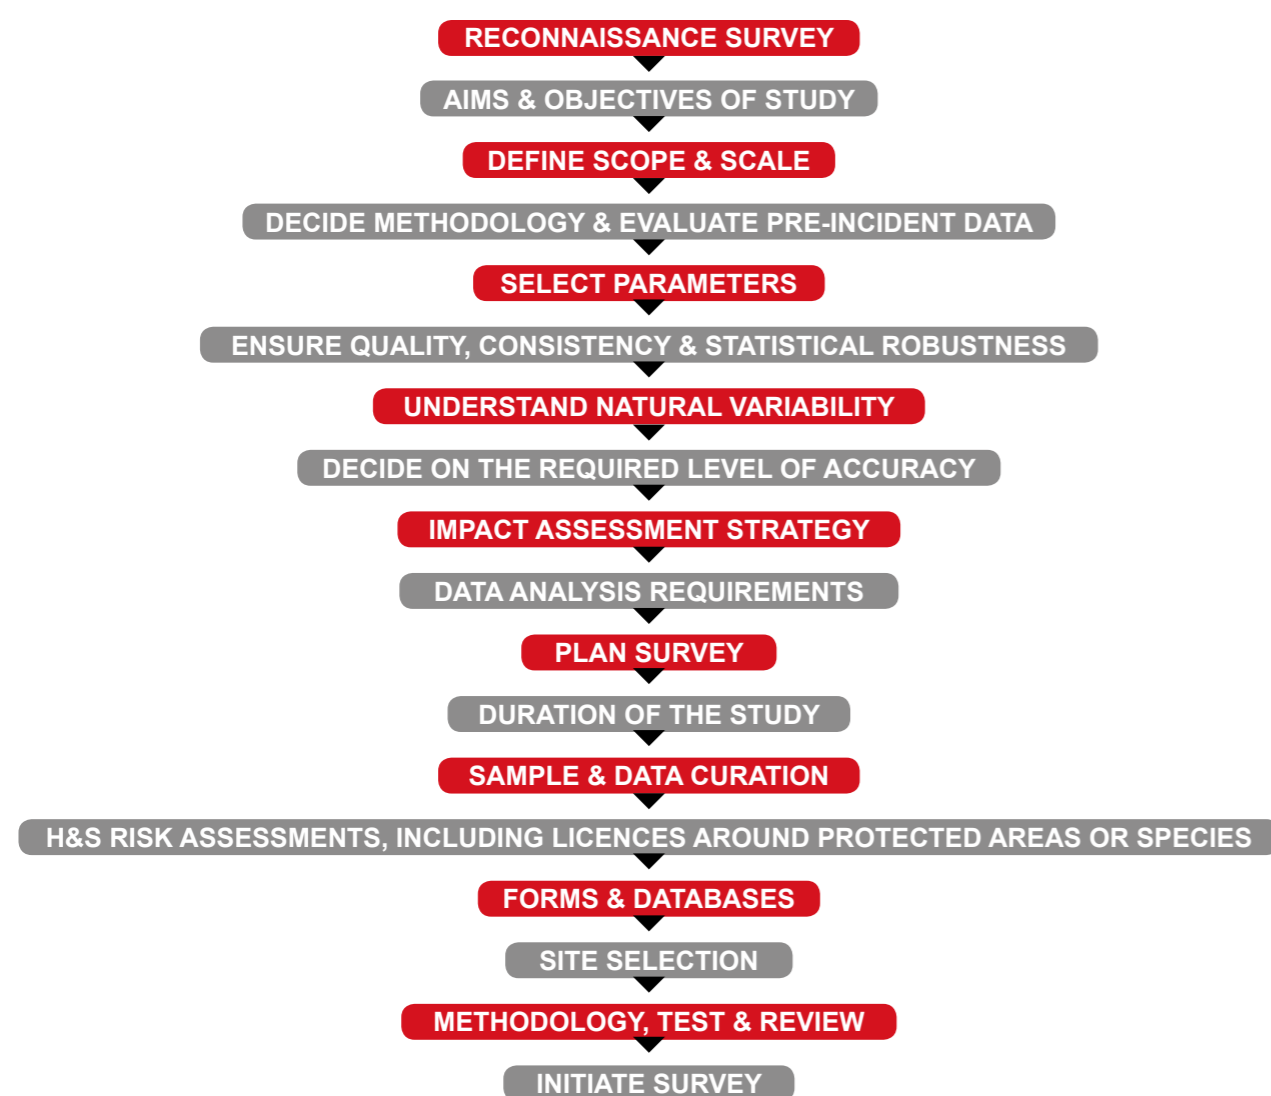 RECONNAISSANCE SURVEY
AIMS & OBJECTIVES OF STUDY
DEFINE SCOPE & SCALE
DECIDE METHODOLOGY & EVALUATE PRE-INCIDENT DATA
SELECT PARAMETERS
ENSURE QUALITY, CONSISTENCY & STATISTICAL ROBUSTNESS
UNDERSTAND NATURAL VARIABILITY
DECIDE ON THE REQUIRED LEVEL OF ACCURACY
IMPACT ASSESSMENT STRATEGY
DATA ANALYSIS REQUIREMENTS
PLAN SURVEY
DURATION OF THE STUDY
SAMPLE & DATA CURATION
H&S RISK ASSESSMENTS, INCLUDING LICENCES AROUND PROTECTED AREAS OR SPECIES
FORMS & DATABASES
SITE SELECTION
METHODOLOGY, TEST & REVIEW
INITIATE SURVEY